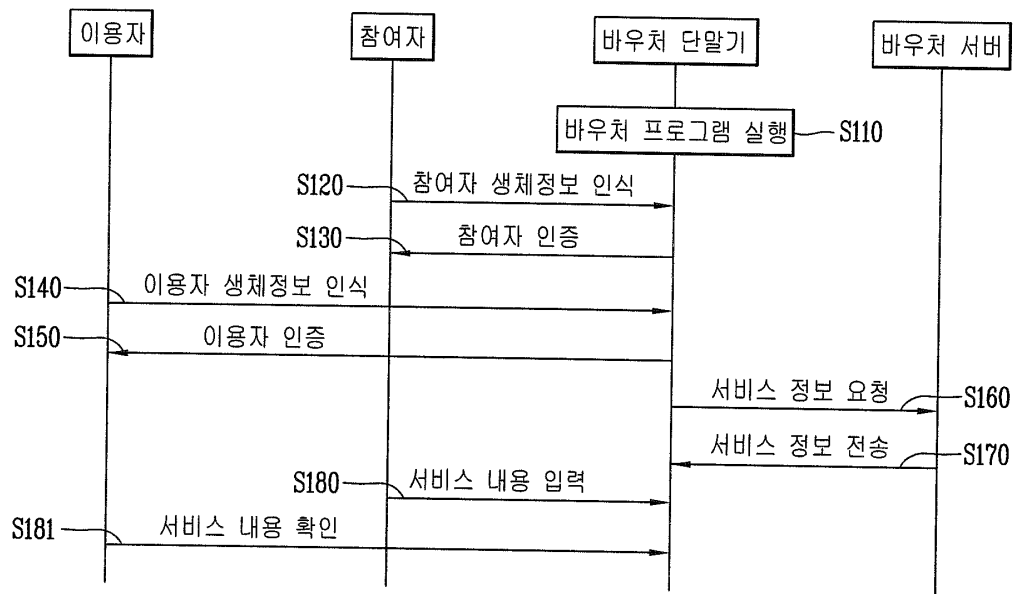 이용자
참여자
바우처 단말기
바우처 서버
바우처 프로그램 실행
S110
S120
참여자 생체정보 인식
S130
참여자 인증
S140
이용자 생체정보 인식
S150
이용자 인증
서비스 정보 요청
S160
서비스 정보 전송
S170
S180
서비스 내용 입력
S181
서비스 내용 확인